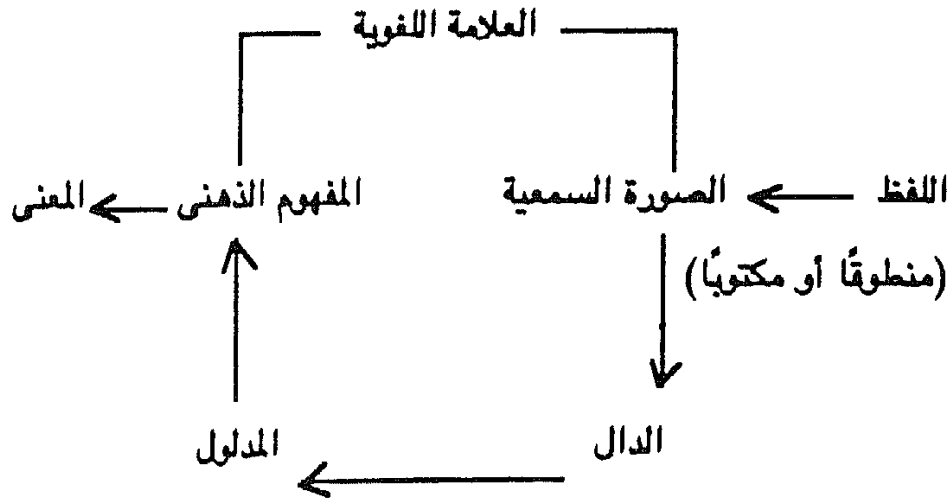 العلامة اللغوية
اللفظ الصورة السمعية المفهوم الذهنى المعنى
(منطوقًا أو مكتوبًا)
الدال المدلول